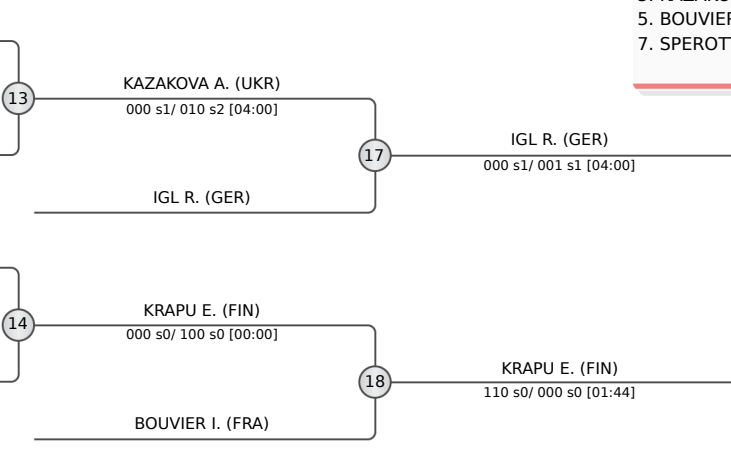 5. BOUVIER
7. SPEROTT
KAZAKOVA A. (UKR)
13
000 s1/ 010 s2 [04:00]
IGL R. (GER)
17
000 s1/ 001 s1 [04:00]
IGL R. (GER)
KRAPU E. (FIN)
14
000 s0/ 100 s0 [00:00]
KRAPU E. (FIN)
18
110 s0/ 000 s0 [01:44]
BOUVIER I. (FRA)